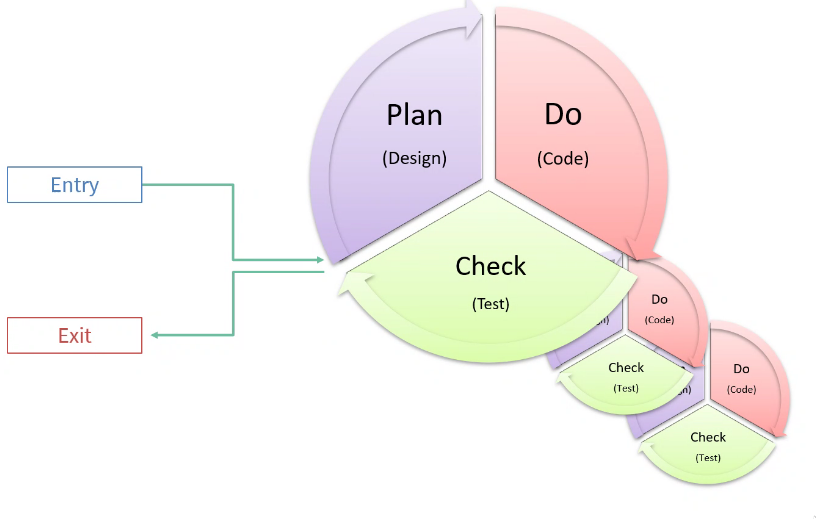 Plan
(Design)
Do
(Code)
Entry
Check
(Test)
Exit
Do
(Code)
Check
(Test)
Do
(Code)
Check
(Test)